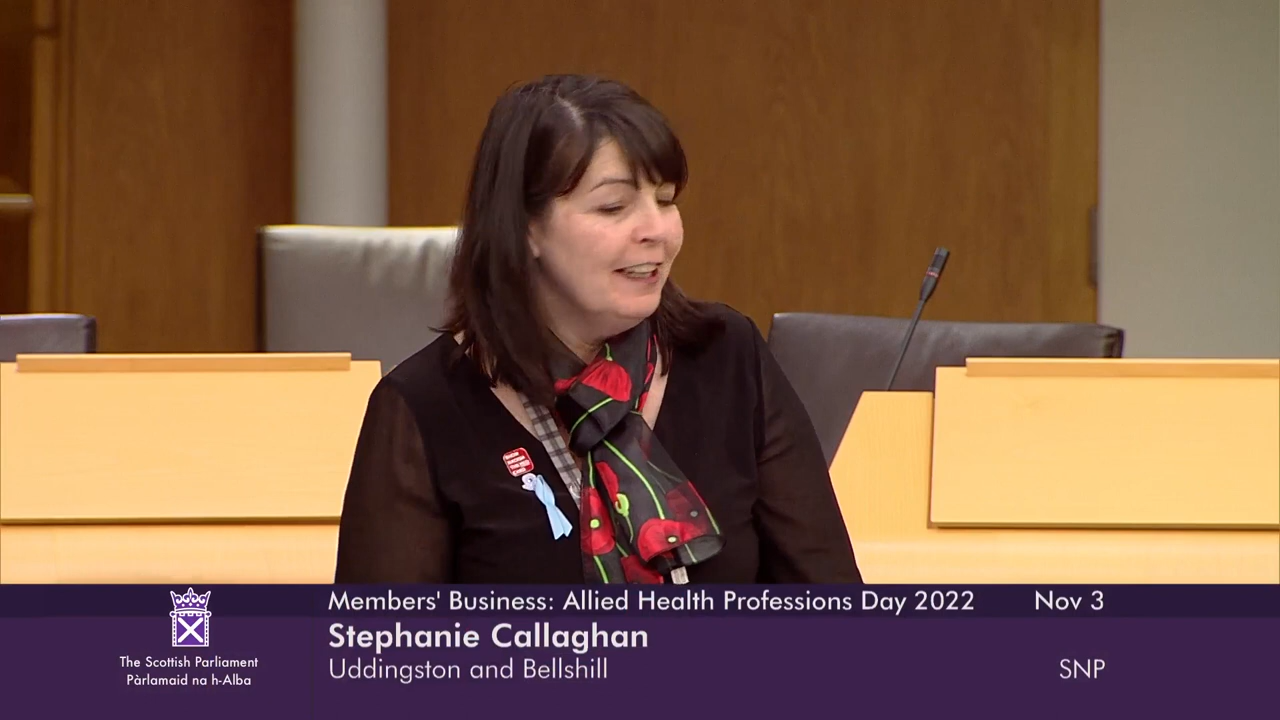 Members' Business: Allied Health Professions Day 2022 Nov 3
Stephanie Callaghan
Uddingston and Bellshill SNP
The Scottish Parliament
Pàrlamaid na h-Alba